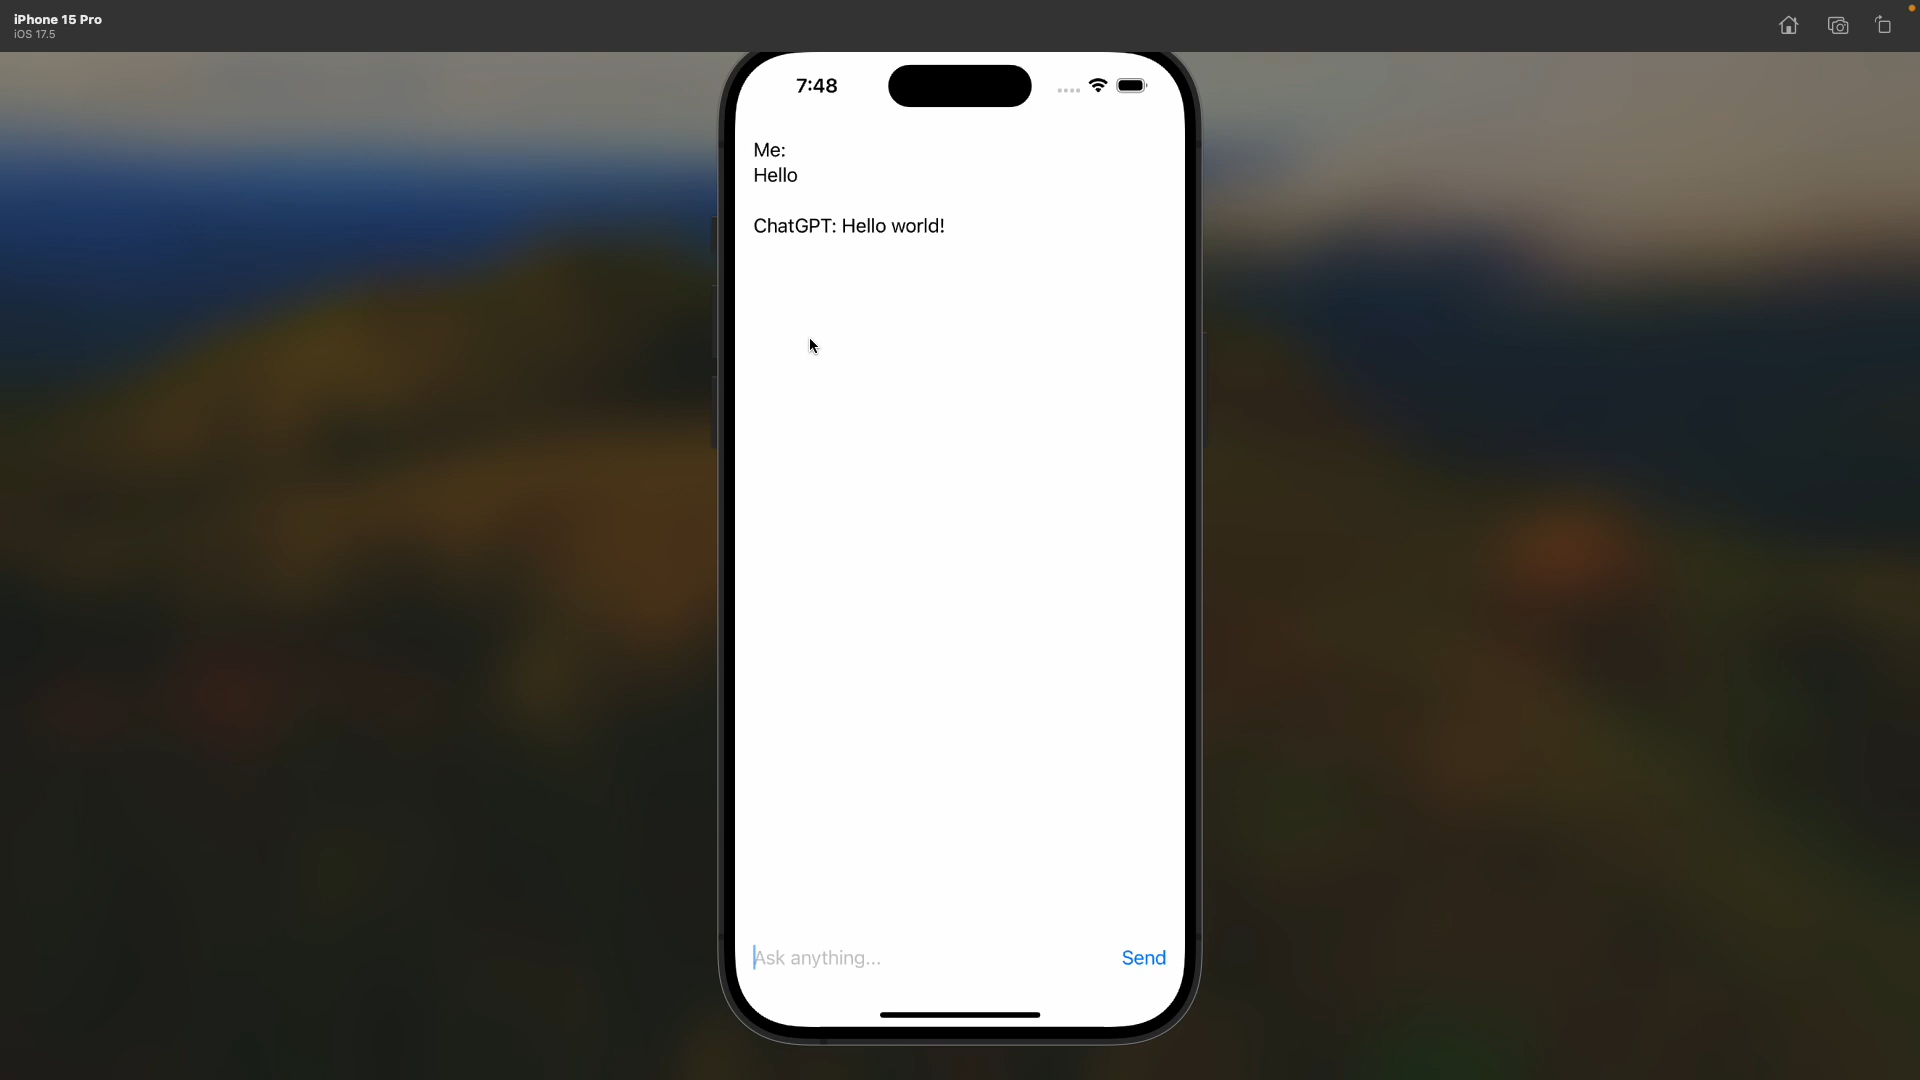 iPhone 15 Pro
iOS 17.5
7:48
Me:
Hello
ChatGPT: Hello world!
Ask anything...
Send